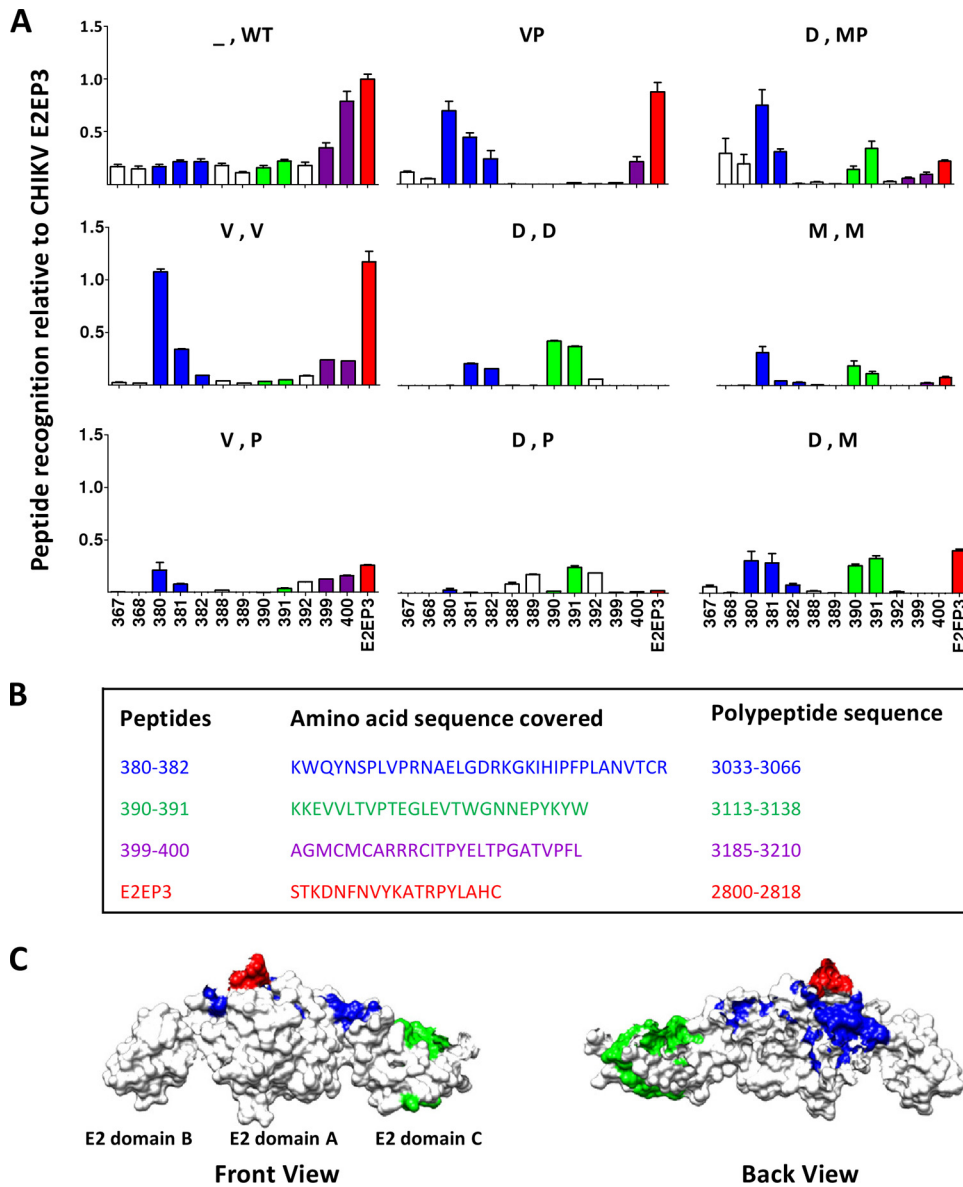 A
_ , WT
VP
D , MP
Peptide recognition relative to CHIKV E2EP3
1.5
1.0
0.5
V , V
D , D
M , M
1.5
1.0
0.5
V , P
D , P
D , M
1.5
1.0
0.5
367 368 380 381 382 388 389 390 391 392 399 400 E2EP3
367 368 380 381 382 388 389 390 391 392 399 400 E2EP3
367 368 380 381 382 388 389 390 391 392 399 400 E2EP3
B
Peptides Amino acid sequence covered Polypeptide sequence
380-382 KWQYNSPLVPRNAELGDRKGKIHIPFPLANVTCR 3033-3066
390-391 KKEVVLTVPTEGLEVTWGNNEPYKYW 3113-3138
399-400 AGMCMCARRRCITPYELTPGATVPFL 3185-3210
E2EP3 STKDNFNVYKATRPYLAHC 2800-2818
C
E2 domain B E2 domain A E2 domain C
Front View Back View